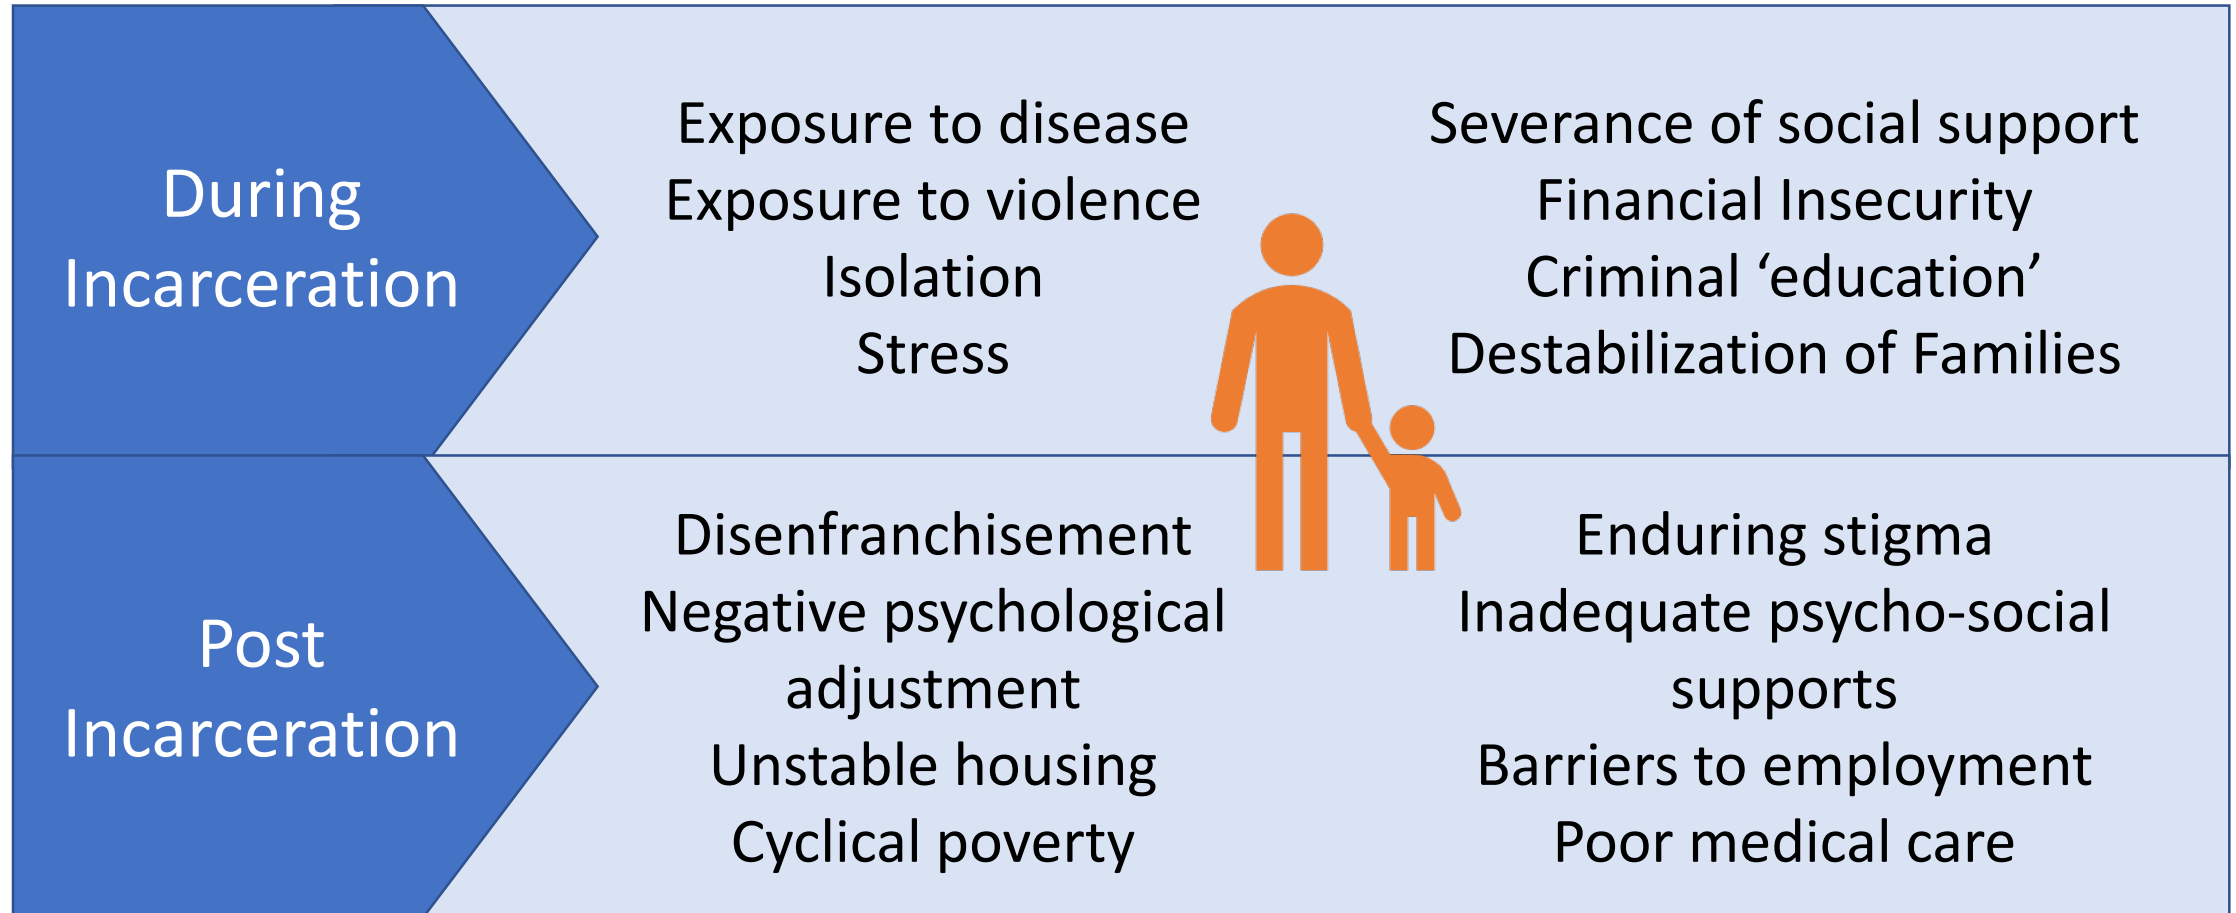 During
Incarceration
Exposure to disease
Exposure to violence
Isolation
Stress
Severance of social support
Financial Insecurity
Criminal ‘education’
Destabilization of Families
Post
Incarceration
Disenfranchisement
Negative psychological
adjustment
Unstable housing
Cyclical poverty
Enduring stigma
Inadequate psycho-social
supports
Barriers to employment
Poor medical care